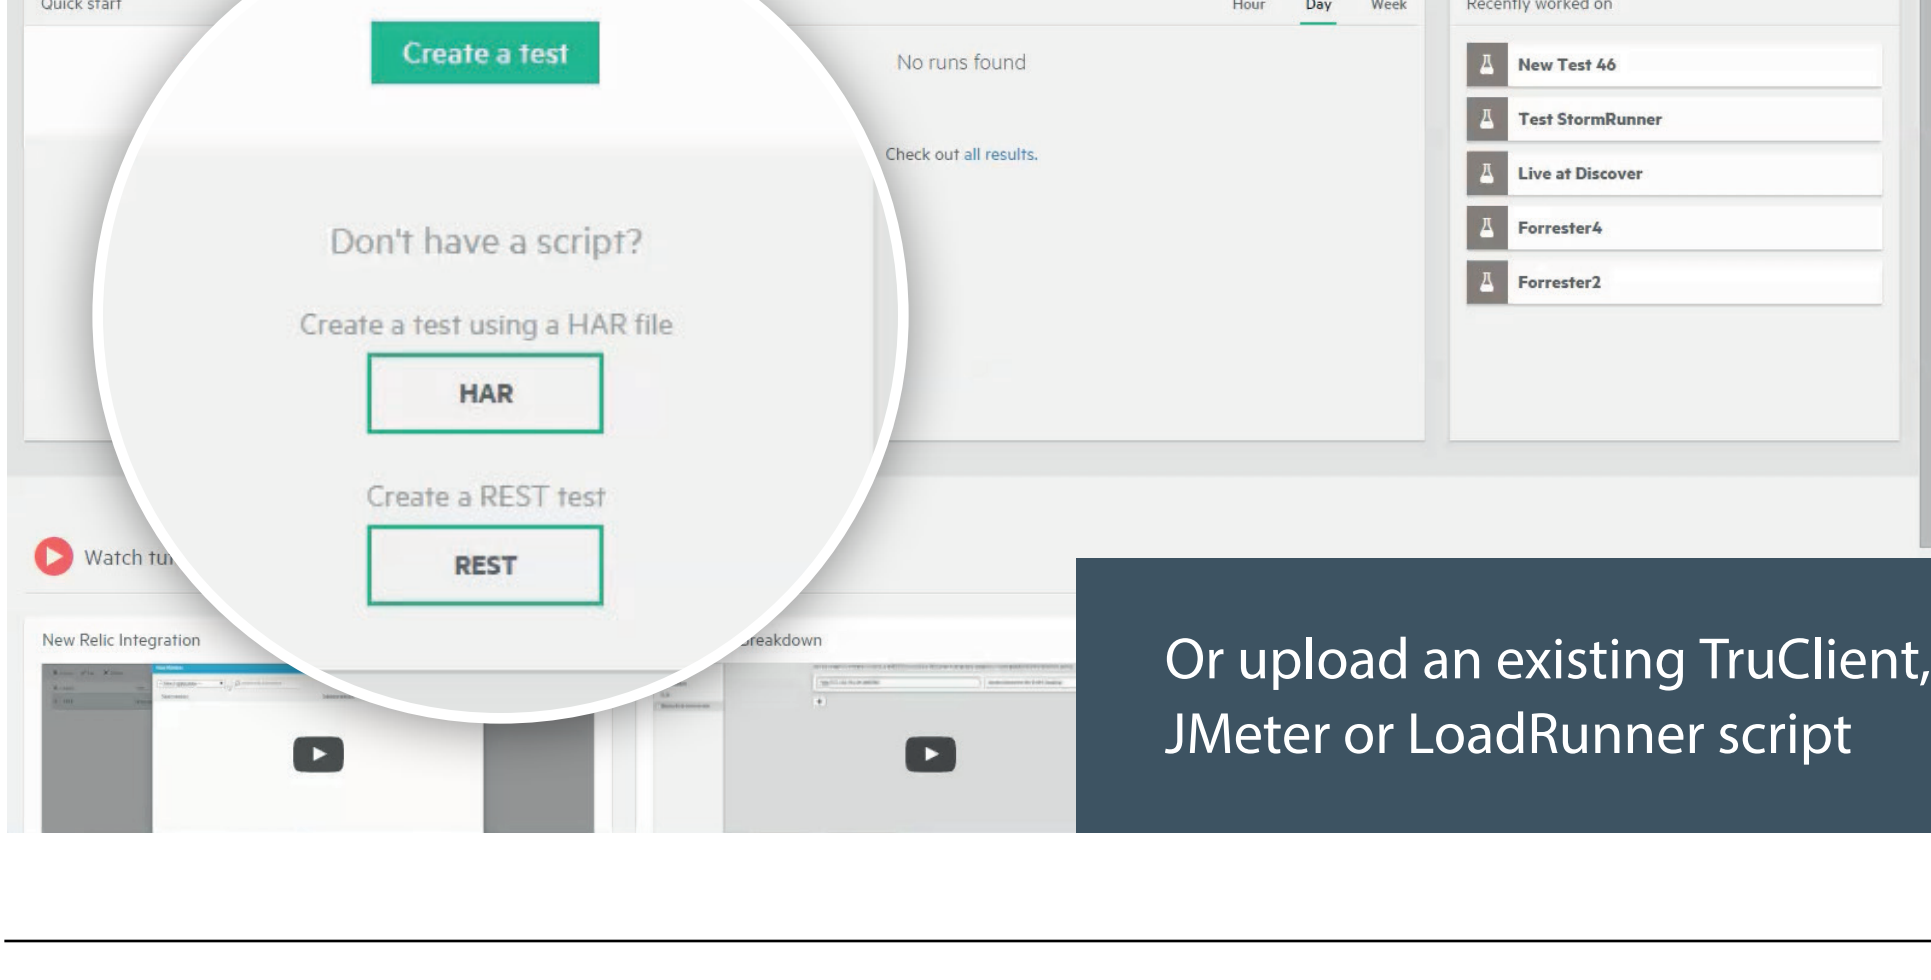 Quick start
Create a test
Don't have a script?
Create a test using a HAR file
HAR
Create a REST test
REST
Hour Day Week
No runs found
Check out all results.
Recently worked on
New Test 46
Test StormRunner
Live at Discover
Forrester4
Forrester2
Watch
New Relic Integration
Or upload an existing TruClient,
JMeter or LoadRunner script